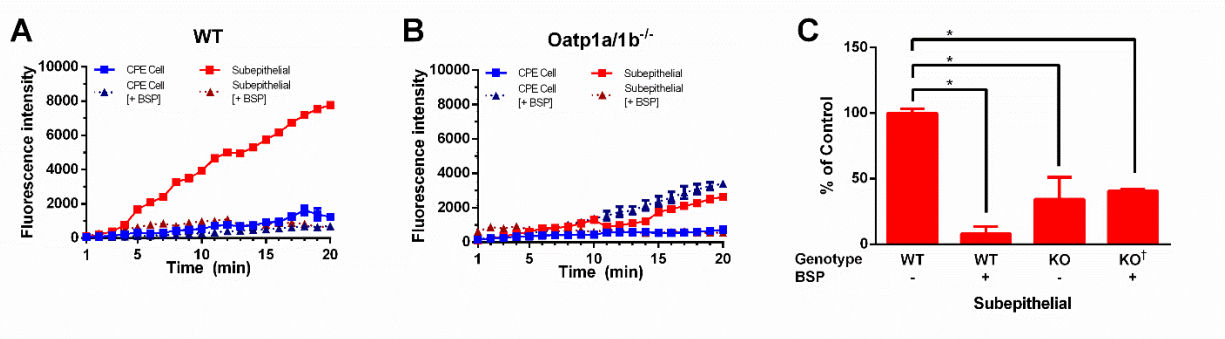 A
WT
CPE Cell
Subepithelial
CPE Cell
[+ BSP]
Subepithelial
[+ BSP]
Fluorescence intensity
10000
8000
6000
4000
2000
0
1
5
10
15
20
Time (min)
B
Oatp1a/1b-/-
CPE Cell
Subepithelial
CPE Cell
[+ BSP]
Subepithelial
[+ BSP]
Fluorescence intensity
10000
8000
6000
4000
2000
0
1
5
10
15
20
Time (min)
C
*
*
*
% of Control
150
100
50
0
Genotype WT WT KO KO†
BSP - + - +
Subepithelial